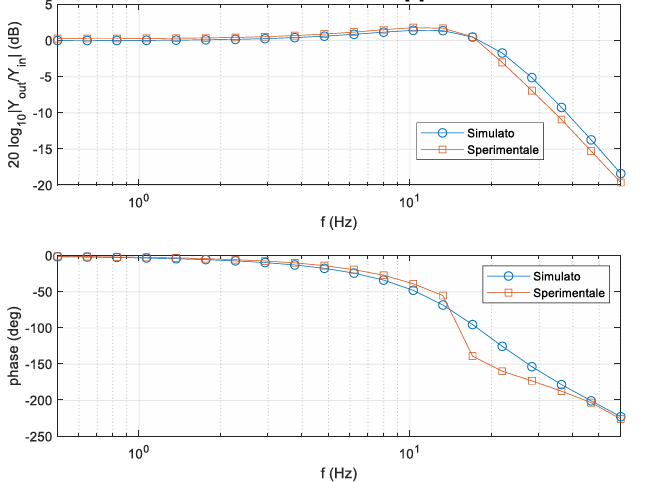 5
0
-5
-10
-15
-20
20 log10|Yout/Yin| (dB)
Simulato
Sperimentale
10^0
10^1
f (Hz)
0
-50
-100
-150
-200
-250
phase (deg)
Simulato
Sperimentale
10^0
10^1
f (Hz)